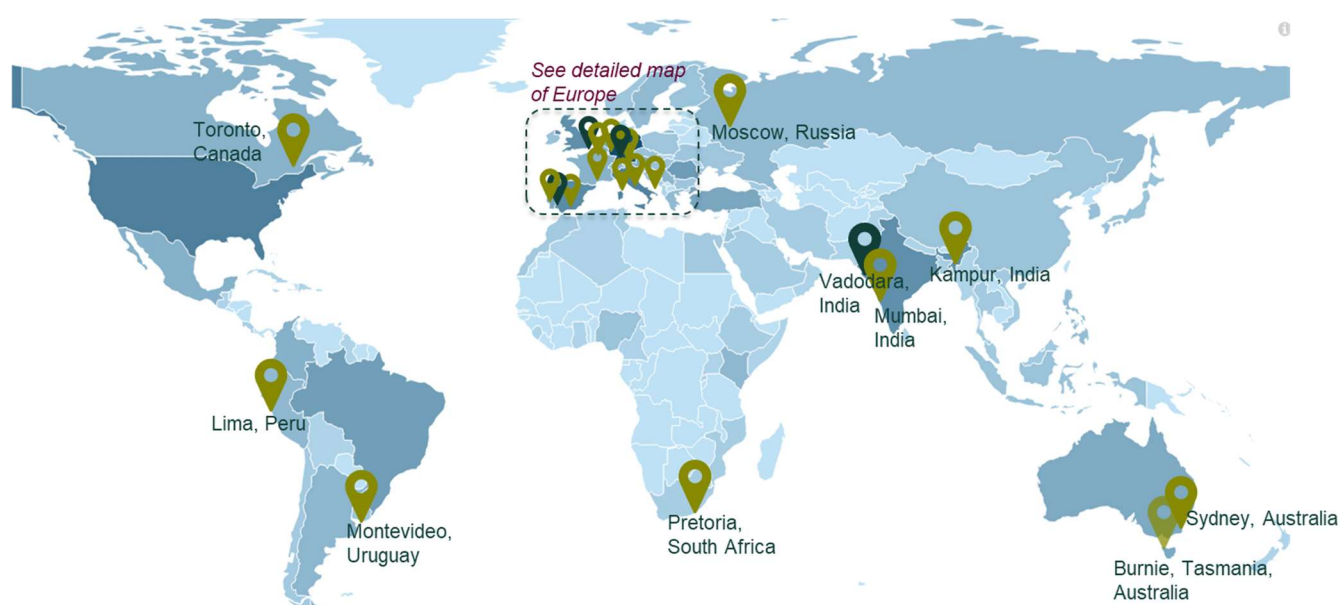 See detailed map
of Europe
Toronto,
Canada
Moscow, Russia
Vadodara,
India
Kampur, India
Mumbai,
India
Lima, Peru
Montevideo,
Uruguay
Pretoria,
South Africa
Sydney, Australia
Burnie, Tasmania,
Australia